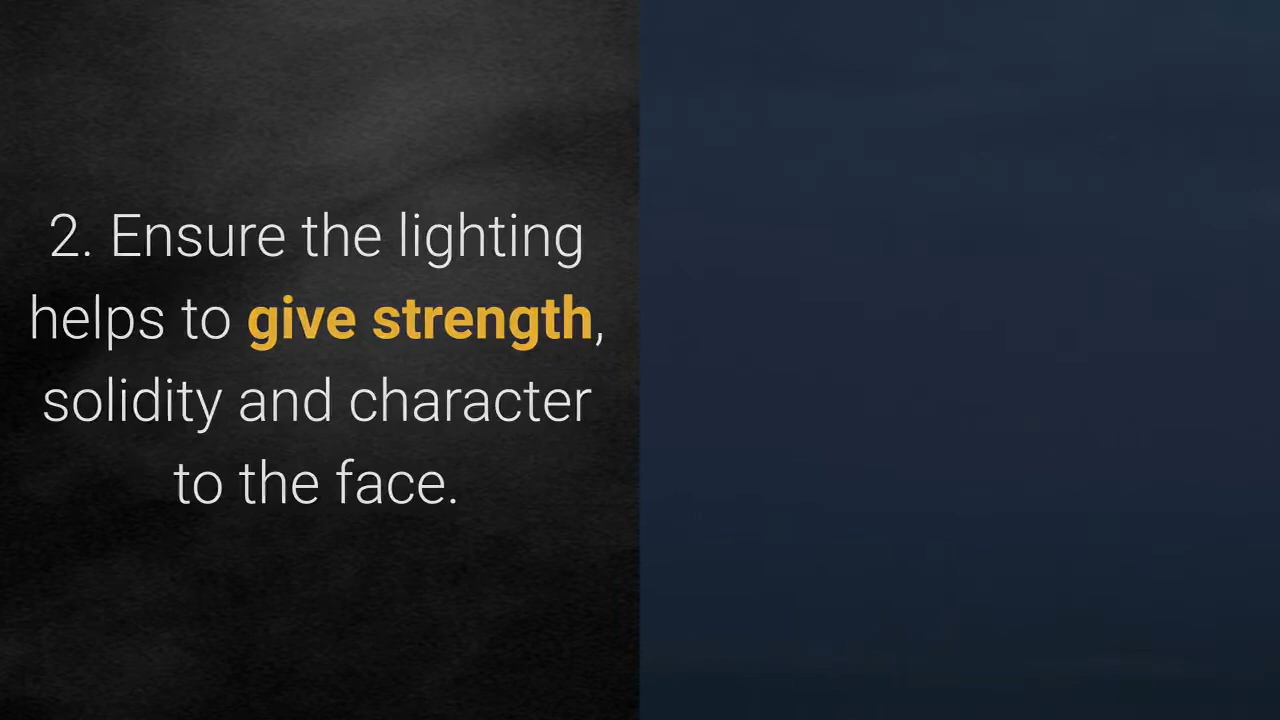 2. Ensure the lighting
helps to give strength,
solidity and character
to the face.